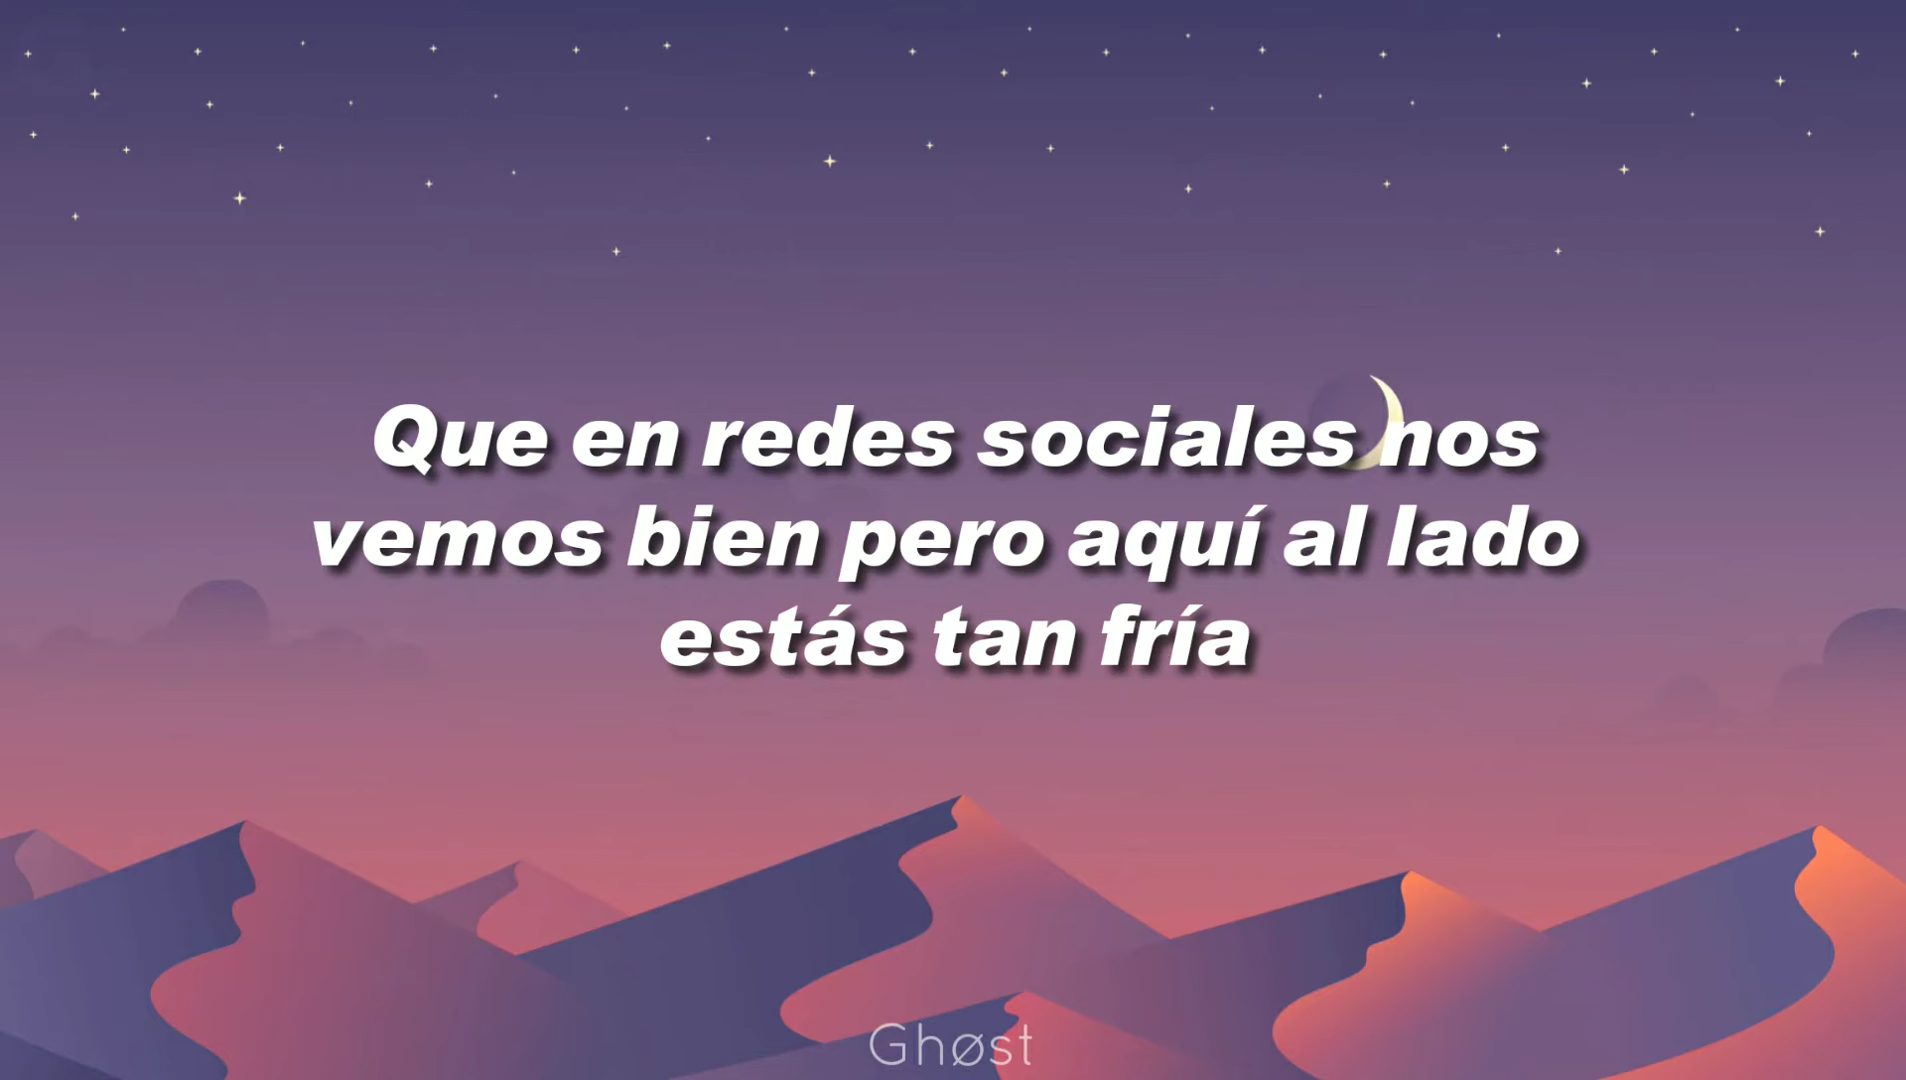 Que en redes sociales nos
vemos bien pero aquí al lado
estás tan fría
Ghøst